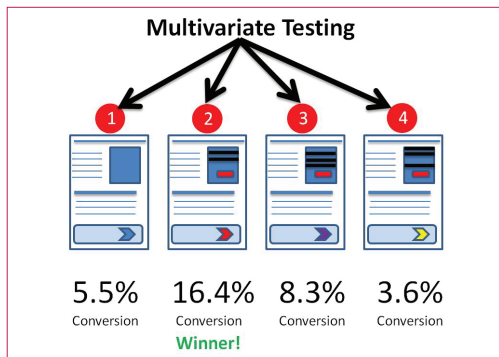 Multivariate Testing
1 2 3 4
5.5% 16.4% 8.3% 3.6%
Conversion Conversion Conversion Conversion
Winner!